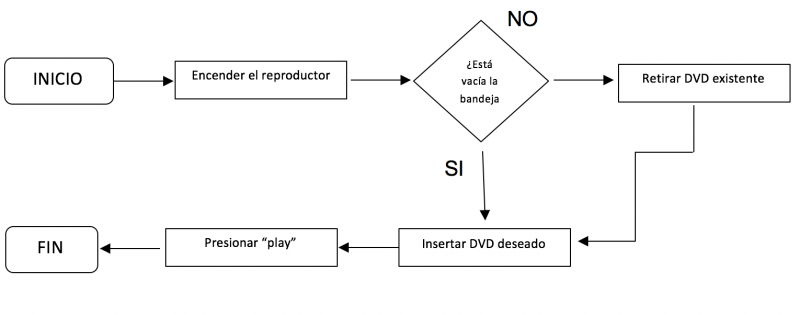 NO
INICIO
Encender el reproductor
¿Está
vacía la
bandeja
Retirar DVD existente
SI
FIN
Presionar “play”
Insertar DVD deseado